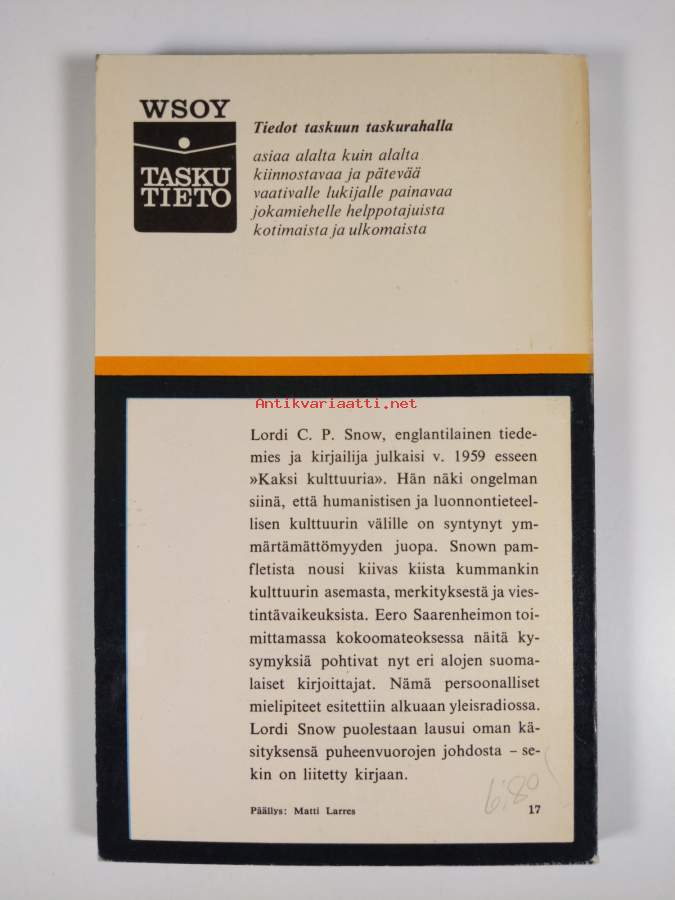 WSOY
TASKU
TIETO
Tiedot taskuun taskurahalla
asiaa alalta kuin alalta
kiinnostavaa ja pätevää
vaativalle lukijalle painavaa
jokamiehelle helppotajuista
kotimaista ja ulkomaista
Antikvariaatti.net
Lordi C. P. Snow, englantilainen tiede-
mies ja kirjailija julkaisi v. 1959 esseen
»Kaksi kulttuuria». Hän näki ongelman
siinä, että humanistisen ja luonnontieteel-
lisen kulttuurin välille on syntynyt ym-
märtämättömyyden juopa. Snown pam-
fletista nousi kiivas kiista kummankin
kulttuurin asemasta, merkityksestä ja vies-
tintävaikeuksista. Eero Saarenheimon toi-
mittamassa kokoomateoksessa näitä ky-
symyksiä pohtivat nyt eri alojen suoma-
laiset kirjoittajat. Nämä persoonalliset
mielipiteet esitettiin alkuaan yleisradiossa.
Lordi Snow puolestaan lausui oman kä-
sityksensä puheenvuorojen johdosta – se-
kin on liitetty kirjaan.
6:80
Päällys: Matti Larres 17